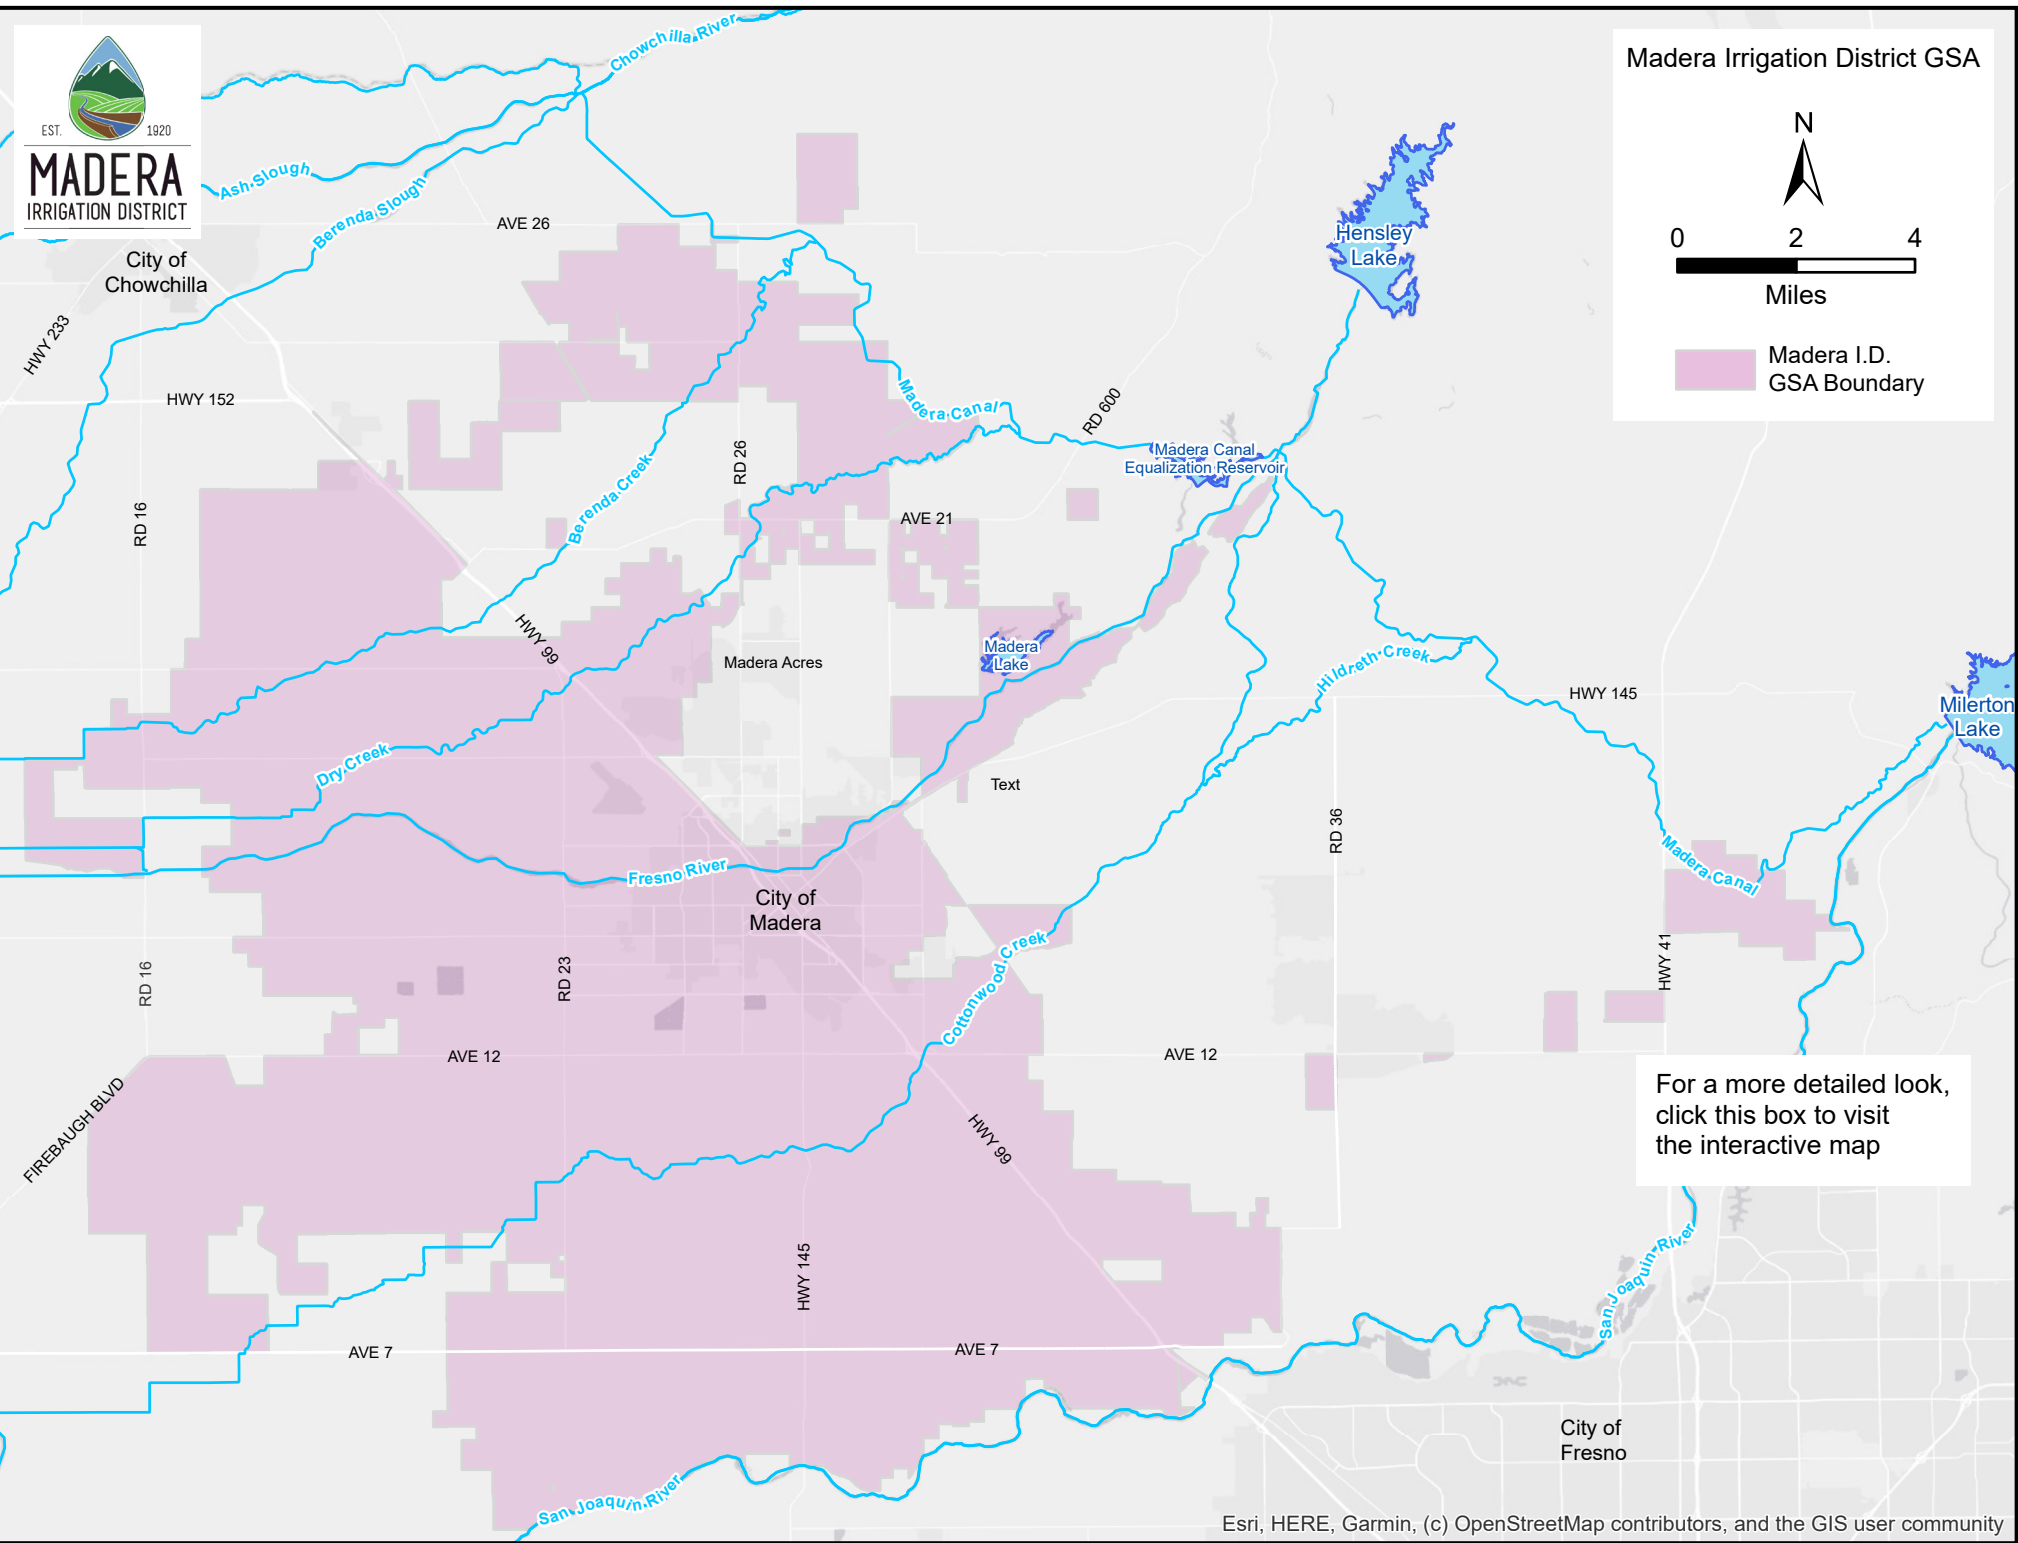 EST. 1920
MADERA
IRRIGATION DISTRICT
Madera Irrigation District GSA
N
0 2 4
Miles
Madera I.D.
GSA Boundary
Chowchilla River
Ash Slough
Berenda Slough
AVE 26
City of
Chowchilla
Hensley
Lake
HWY 233
HWY 152
Madera Canal
RD 600
Madera Canal
Equalization Reservoir
RD 26
Berenda Creek
RD 16
AVE 21
HWY 99
Madera Acres
Madera
Lake
Hildreth Creek
HWY 145
Milerton
Lake
Dry Creek
Text
RD 36
Madera Canal
Fresno River
City of
Madera
Cottonwood Creek
HWY 41
RD 16
RD 23
AVE 12
AVE 12
FIREBAUGH BLVD
HWY 99
For a more detailed look,
click this box to visit
the interactive map
HWY 145
San Joaquin River
AVE 7
AVE 7
City of
Fresno
San Joaquin River
Esri, HERE, Garmin, (c) OpenStreetMap contributors, and the GIS user community